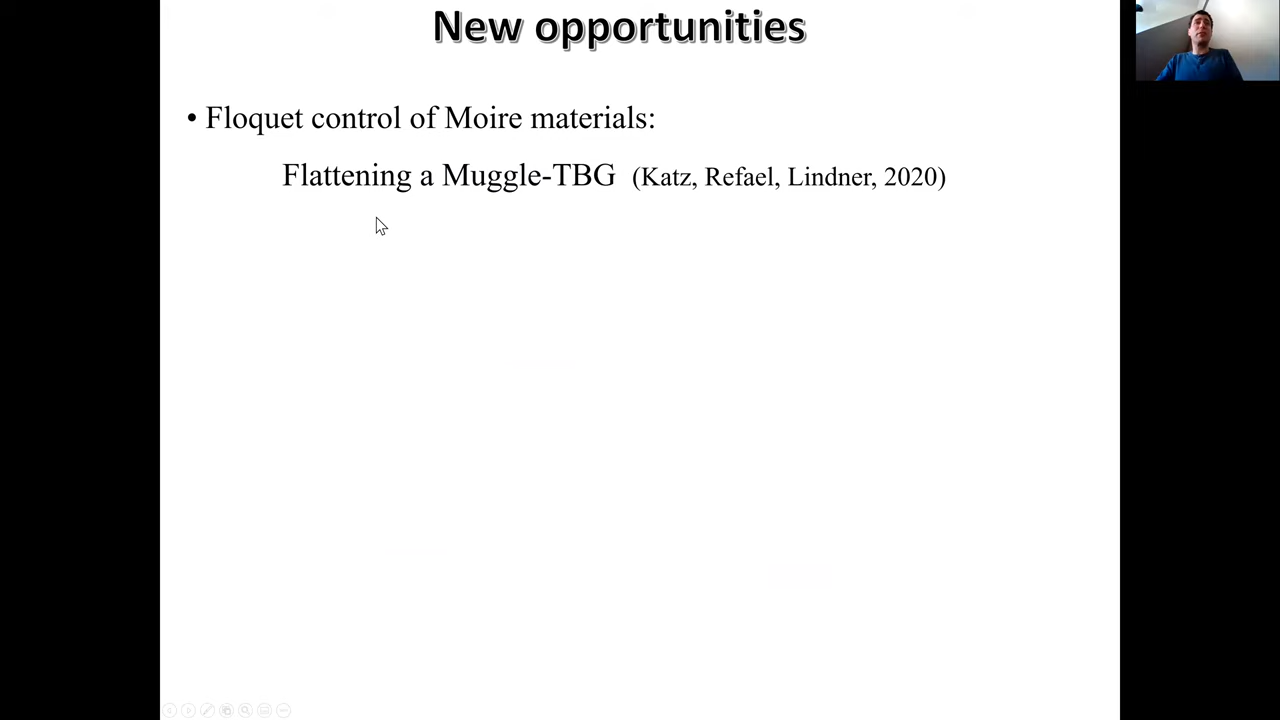 New opportunities
• Floquet control of Moire materials:
Flattening a Muggle-TBG (Katz, Refael, Lindner, 2020)